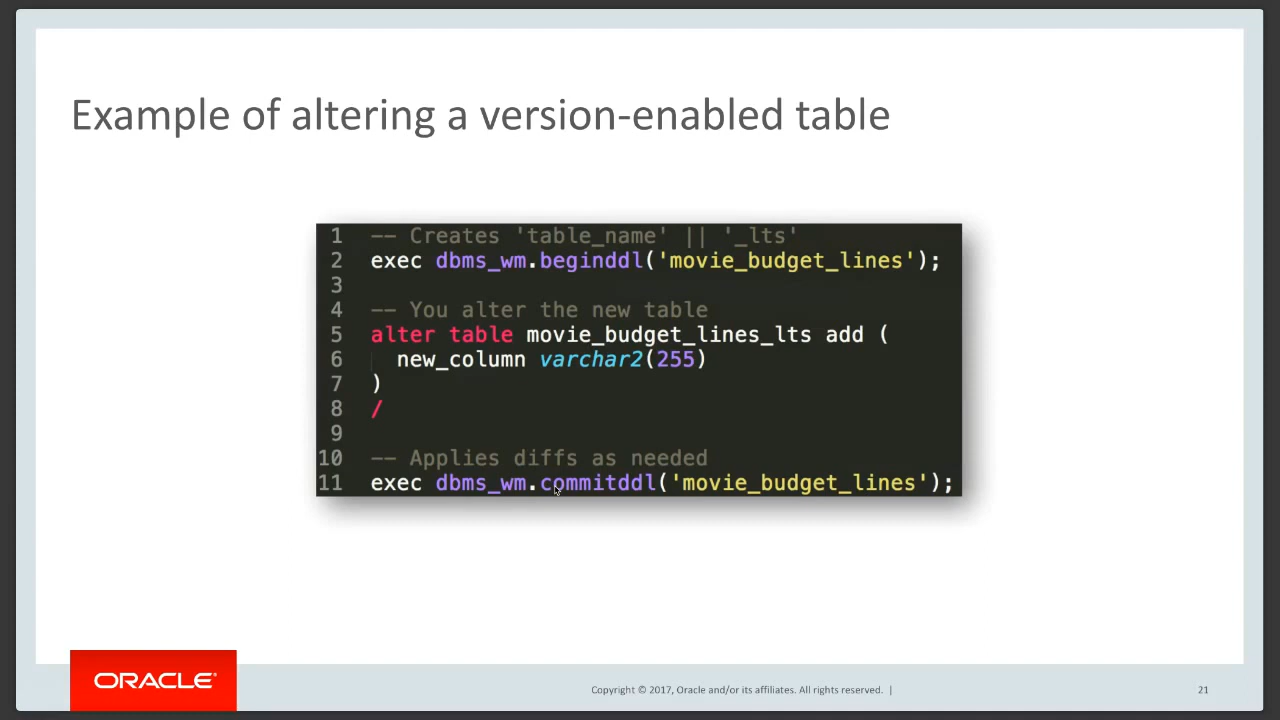 Example of altering a version-enabled table
1 -- Creates 'table_name' || '_lts'
2 exec dbms_wm.beginddl('movie_budget_lines');
3
4 -- You alter the new table
5 alter table movie_budget_lines_lts add (
6 new_column varchar2(255)
7 )
8 /
9
10 -- Applies diffs as needed
11 exec dbms_wm.commitddl('movie_budget_lines');
ORACLE®
Copyright © 2017, Oracle and/or its affiliates. All rights reserved. |
21